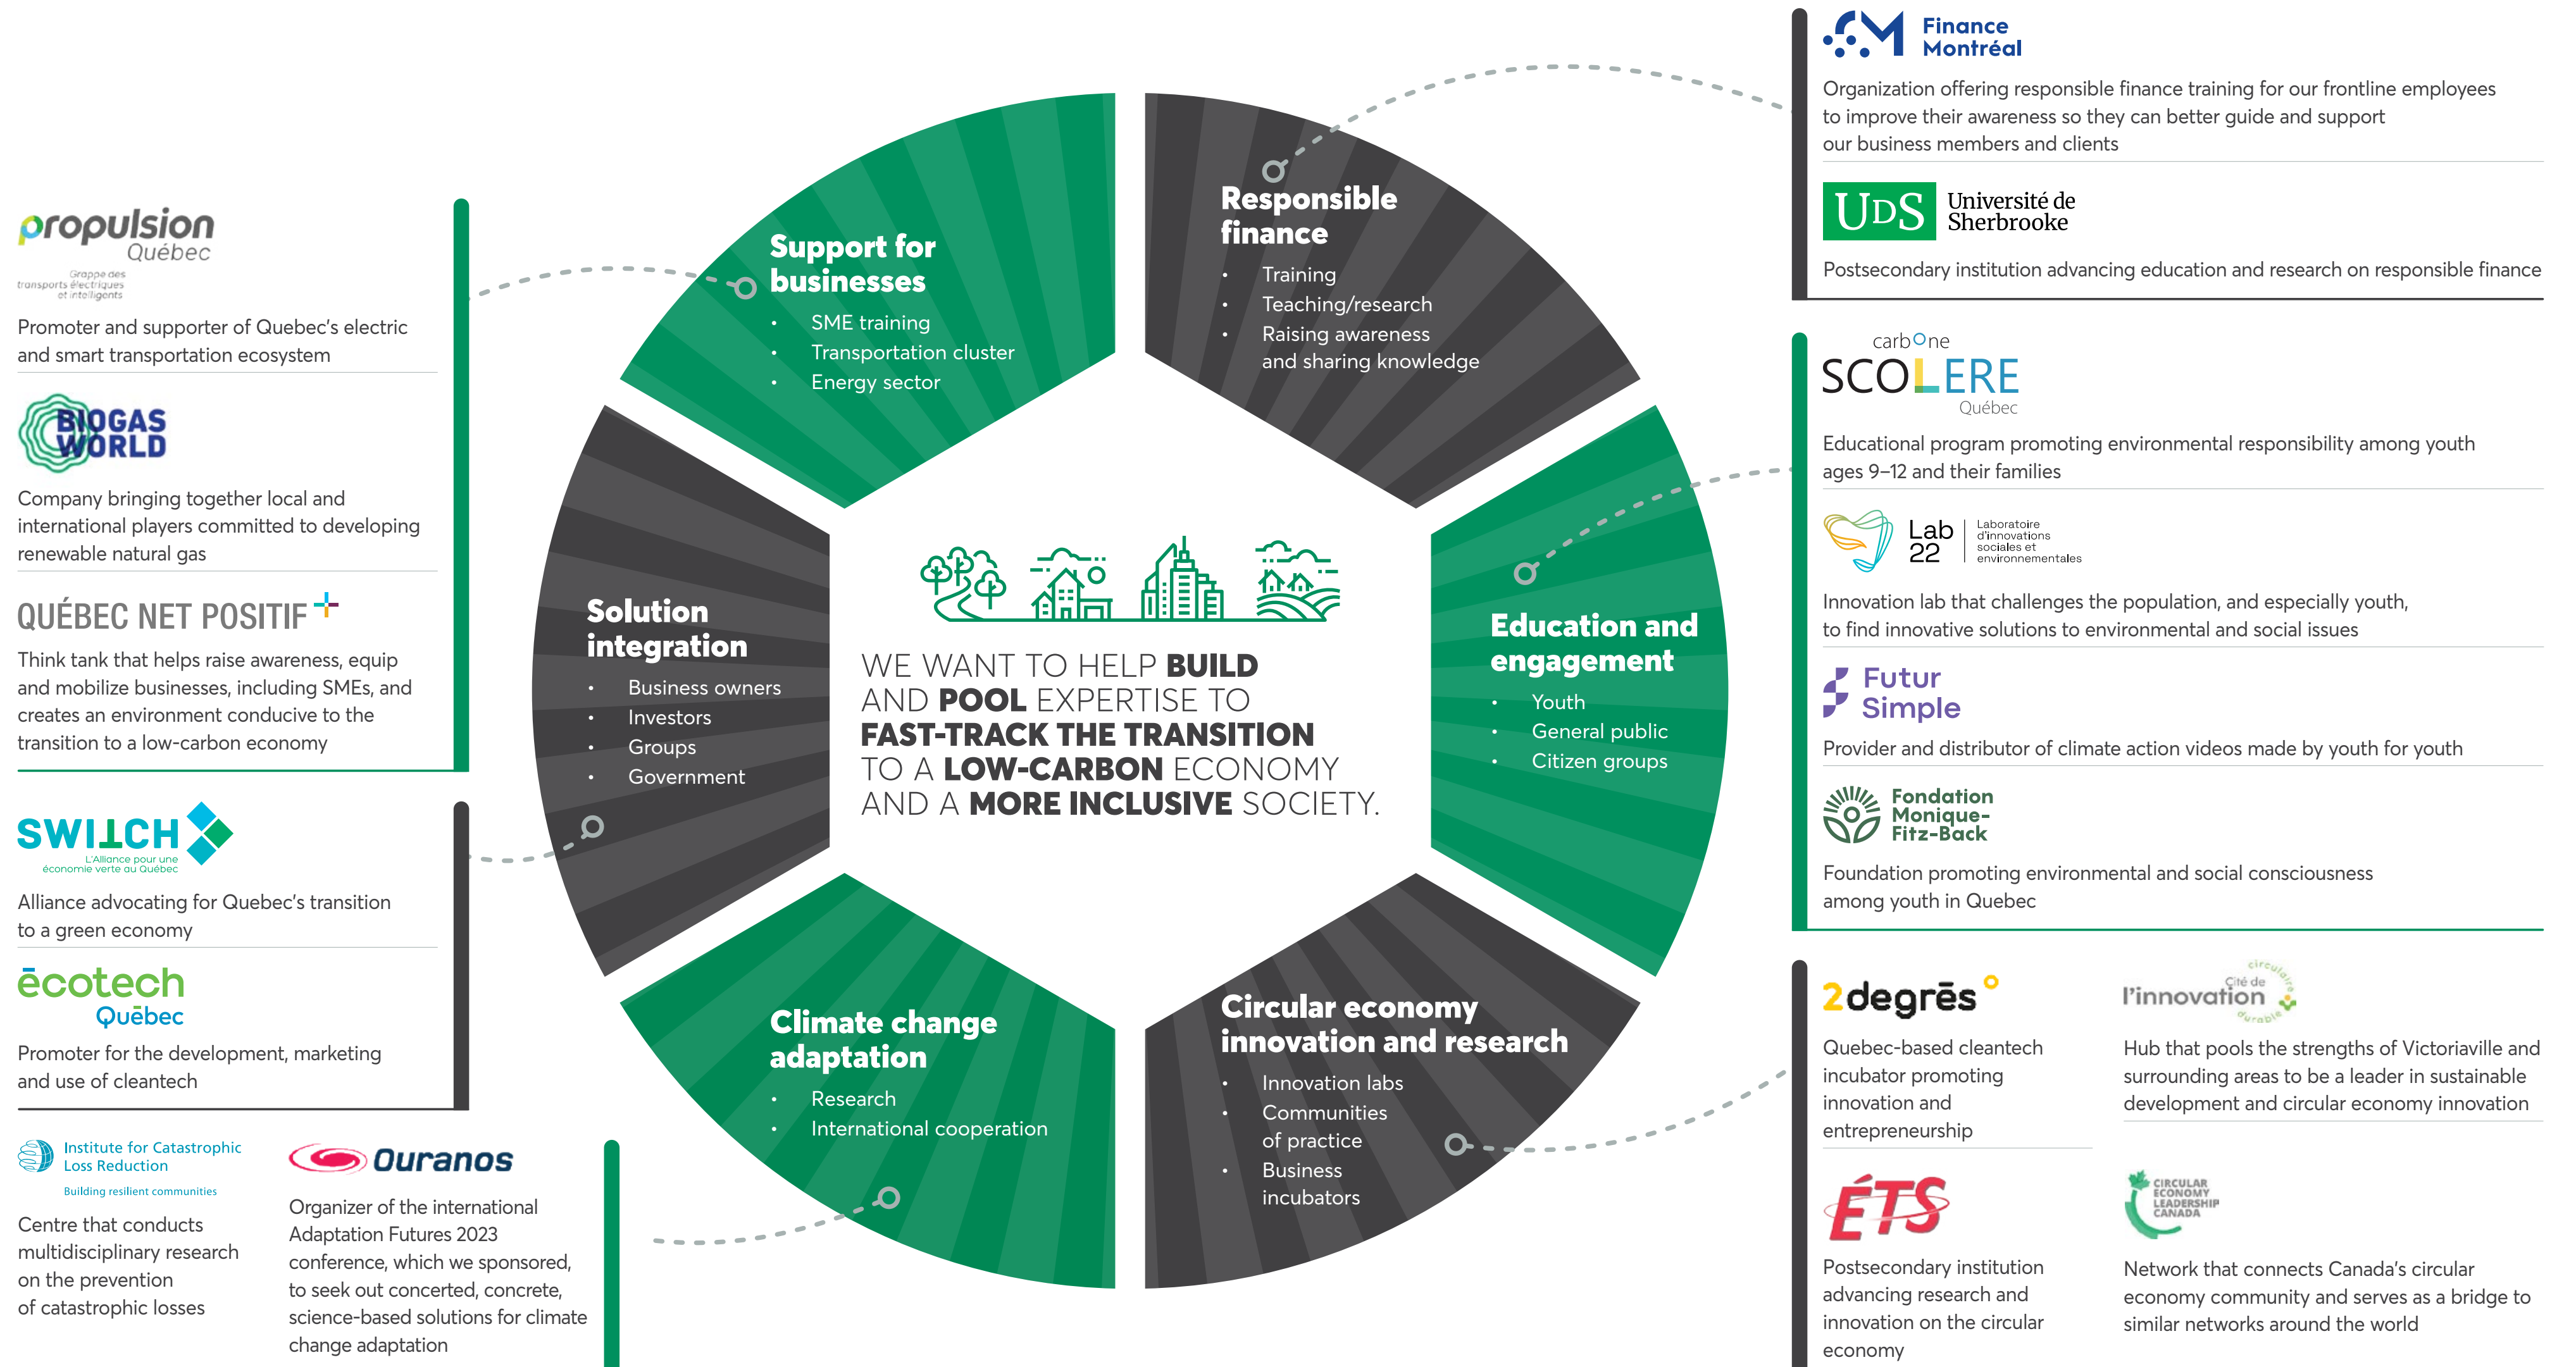 propulsion
Québec
Grappe des
transports électriques
et intelligents
Promoter and supporter of Quebec's electric
and smart transportation ecosystem
BIOGAS
WORLD
Company bringing together local and
international players committed to developing
renewable natural gas
QUÉBEC NET POSITIF
Think tank that helps raise awareness, equip
and mobilize businesses, including SMEs, and
creates an environment conducive to the
transition to a low-carbon economy
SWITCH
L'Alliance pour une
économie verte au Québec
Alliance advocating for Quebec's transition
to a green economy
écotech
Québec
Promoter for the development, marketing
and use of cleantech
Institute for Catastrophic
Loss Reduction
Building resilient communities
Centre that conducts
multidisciplinary research
on the prevention
of catastrophic losses
Ouranos
Organizer of the international
Adaptation Futures 2023
conference, which we sponsored,
to seek out concerted, concrete,
science-based solutions for climate
change adaptation
Support for
businesses
• SME training
• Transportation cluster
• Energy sector
Responsible
finance
• Training
• Teaching/research
• Raising awareness
and sharing knowledge
Solution
integration
• Business owners
• Investors
• Groups
• Government
WE WANT TO HELP BUILD
AND POOL EXPERTISE TO
FAST-TRACK THE TRANSITION
TO A LOW-CARBON ECONOMY
AND A MORE INCLUSIVE SOCIETY.
Education and
engagement
• Youth
• General public
• Citizen groups
Climate change
adaptation
• Research
• International cooperation
Circular economy
innovation and research
• Innovation labs
• Communities
of practice
• Business
incubators
Finance
Montréal
Organization offering responsible finance training for our frontline employees
to improve their awareness so they can better guide and support
our business members and clients
UDS
Université de
Sherbrooke
Postsecondary institution advancing education and research on responsible finance
carbone
SCOLERE
Québec
Educational program promoting environmental responsibility among youth
ages 9–12 and their families
Lab
22
Laboratoire
d'innovations
sociales et
environnementales
Innovation lab that challenges the population, and especially youth,
to find innovative solutions to environmental and social issues
Futur
Simple
Provider and distributor of climate action videos made by youth for youth
Fondation
Monique-
Fitz-Back
Foundation promoting environmental and social consciousness
among youth in Quebec
2degrés
Quebec-based cleantech
incubator promoting
innovation and
entrepreneurship
Cité de
l'innovation
circulaire
durable
Hub that pools the strengths of Victoriaville and
surrounding areas to be a leader in sustainable
development and circular economy innovation
ÉTS
Postsecondary institution
advancing research and
innovation on the circular
economy
CIRCULAR
ECONOMY
LEADERSHIP
CANADA
Network that connects Canada's circular
economy community and serves as a bridge to
similar networks around the world